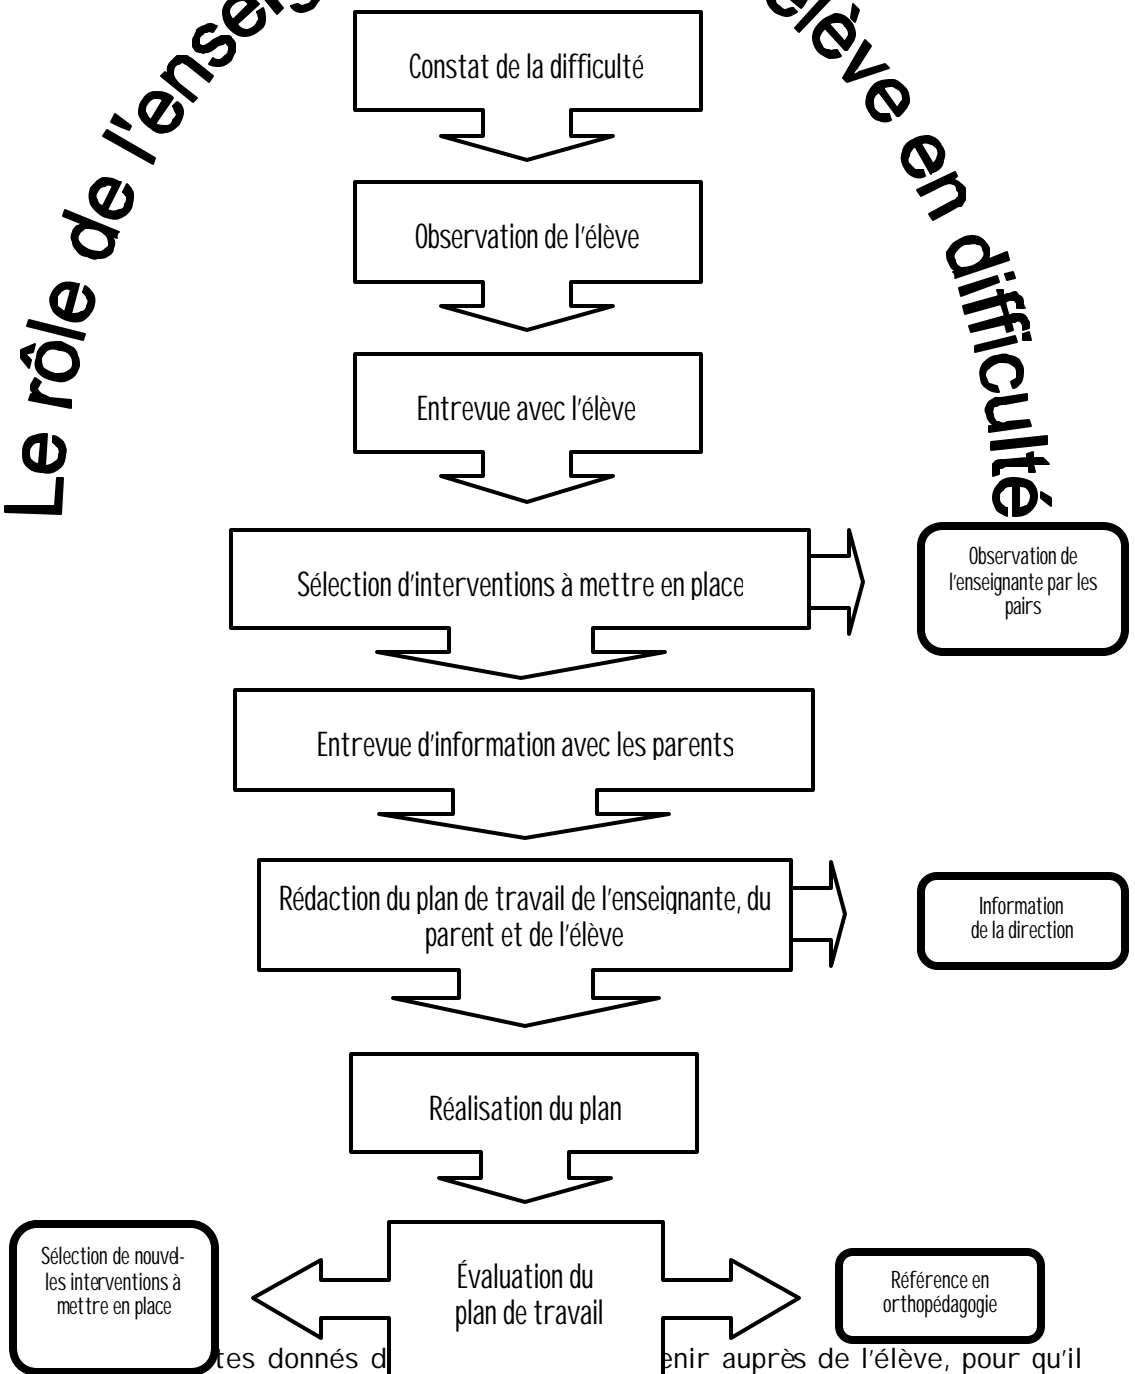 Le rôle de l'enseig
élève en difficulté
Constat de la difficulté
Observation de l'élève
Entrevue avec l'élève
Sélection d'interventions à mettre en place
Observation de
l'enseignante par les
pairs
Entrevue d'information avec les parents
Rédaction du plan de travail de l'enseignante, du
parent et de l'élève
Information
de la direction
Réalisation du plan
Sélection de nouvel-
les interventions à
mettre en place
Évaluation du
plan de travail
Référence en
orthopédagogie
tes donnés d enir auprès de l'élève, pour qu'il